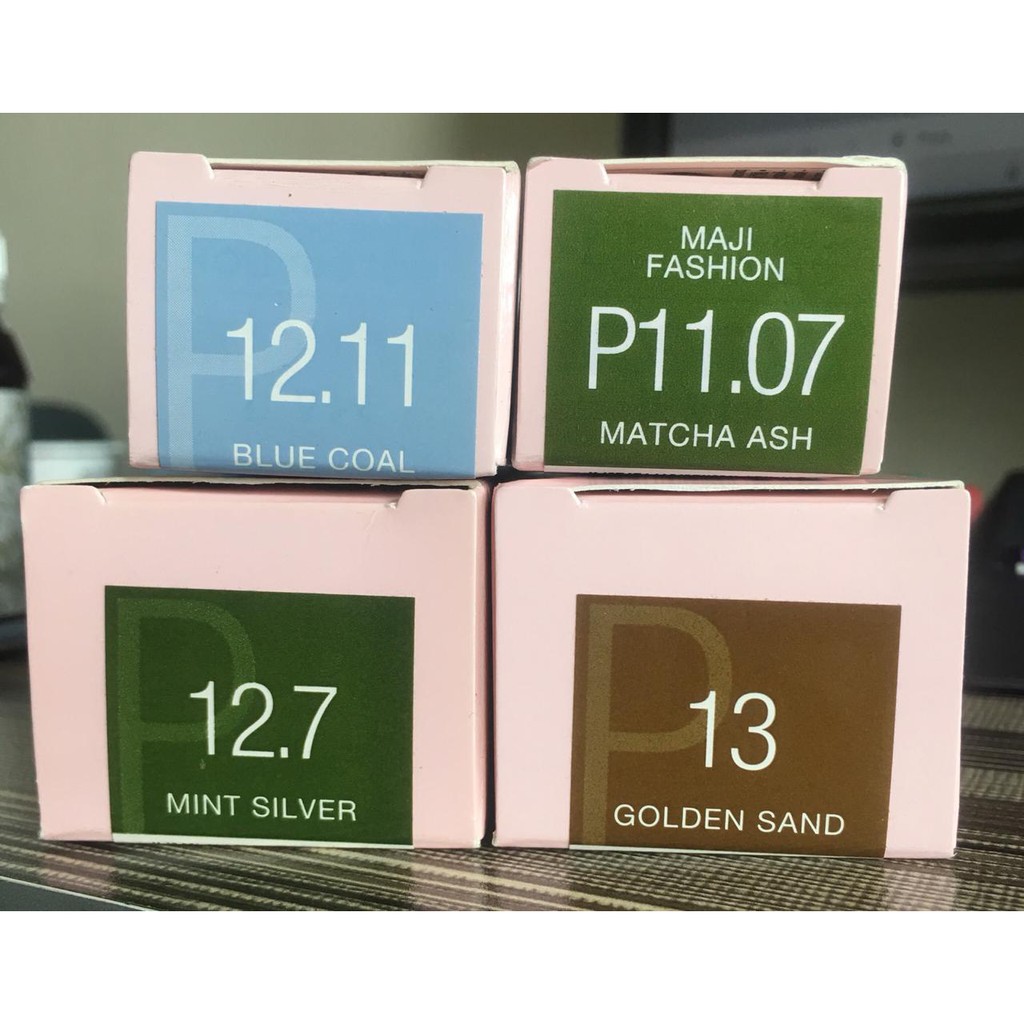 P
12.11
BLUE COAL
MAJI
FASHION
P11.07
MATCHA ASH
P
12.7
MINT SILVER
P
13
GOLDEN SAND